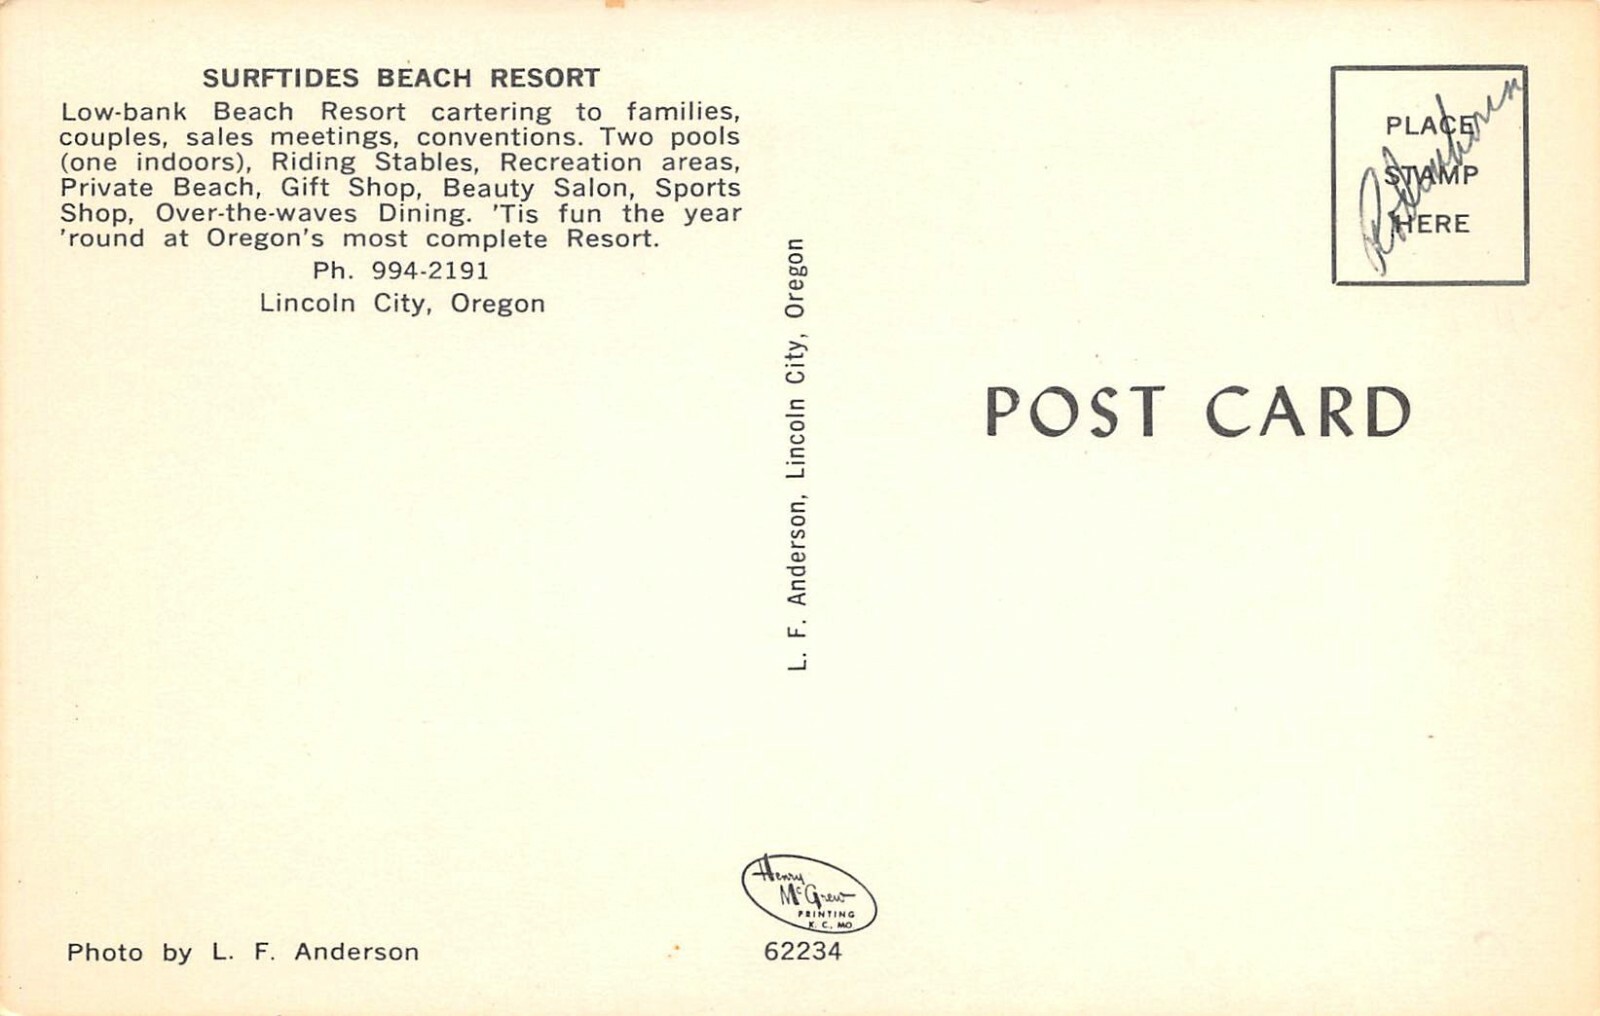 SURFTIDES BEACH RESORT
Low-bank Beach Resort cartering to families,
couples, sales meetings, conventions. Two pools
(one indoors), Riding Stables, Recreation areas,
Private Beach, Gift Shop, Beauty Salon, Sports
Shop, Over-the-waves Dining. 'Tis fun the year
'round at Oregon's most complete Resort.
Ph. 994-2191
Lincoln City, Oregon
L. F. Anderson, Lincoln City, Oregon
PLACE
STAMP
HERE
POST CARD
Henry
McGrew
PRINTING
K. C. MO.
62234
Photo by L. F. Anderson